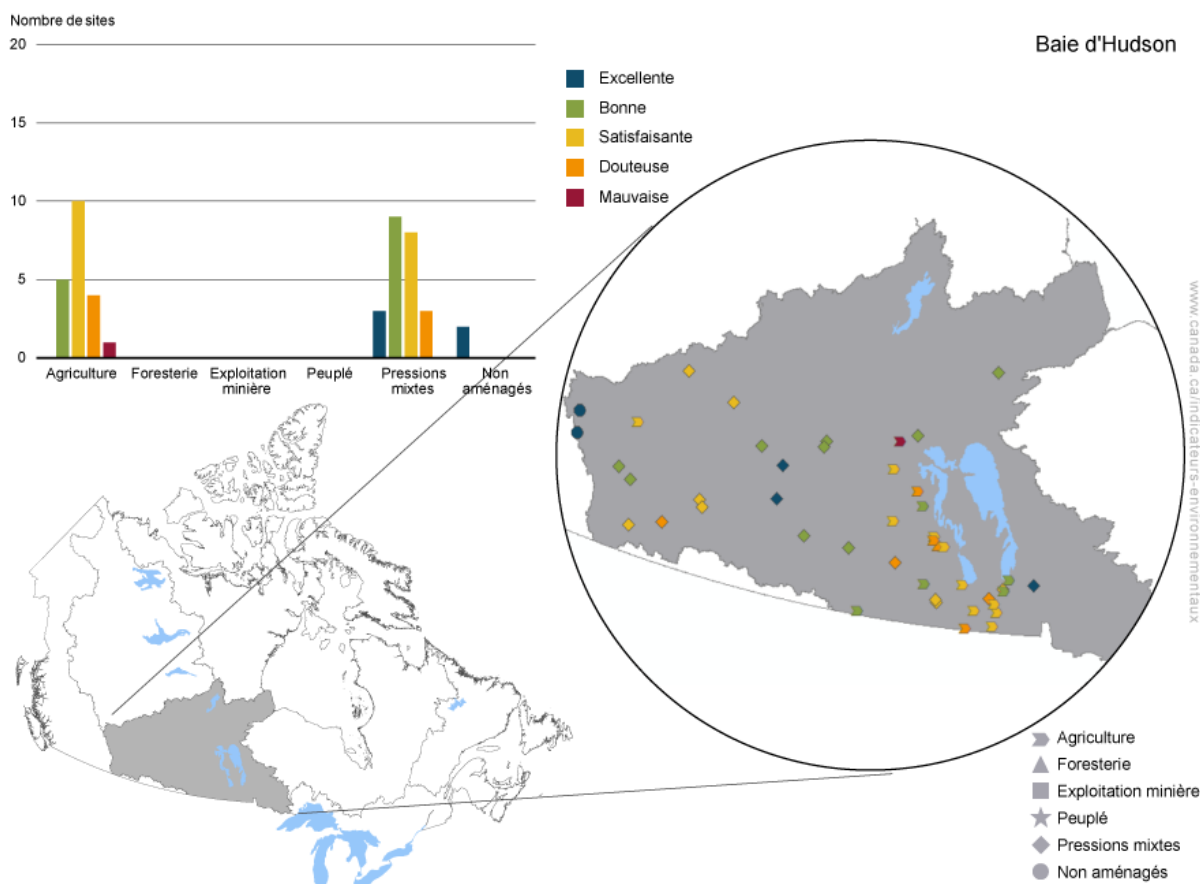 Nombre de sites
20
15
10
5
0
Agriculture
Foresterie
Exploitation
minière
Peuplé
Pressions
mixtes
Non
aménagés
Baie d'Hudson
Excellente
Bonne
Satisfaisante
Douteuse
Mauvaise
www.canada.ca/indicateurs-environnementaux
Agriculture
Foresterie
Exploitation minière
Peuplé
Pressions mixtes
Non aménagés